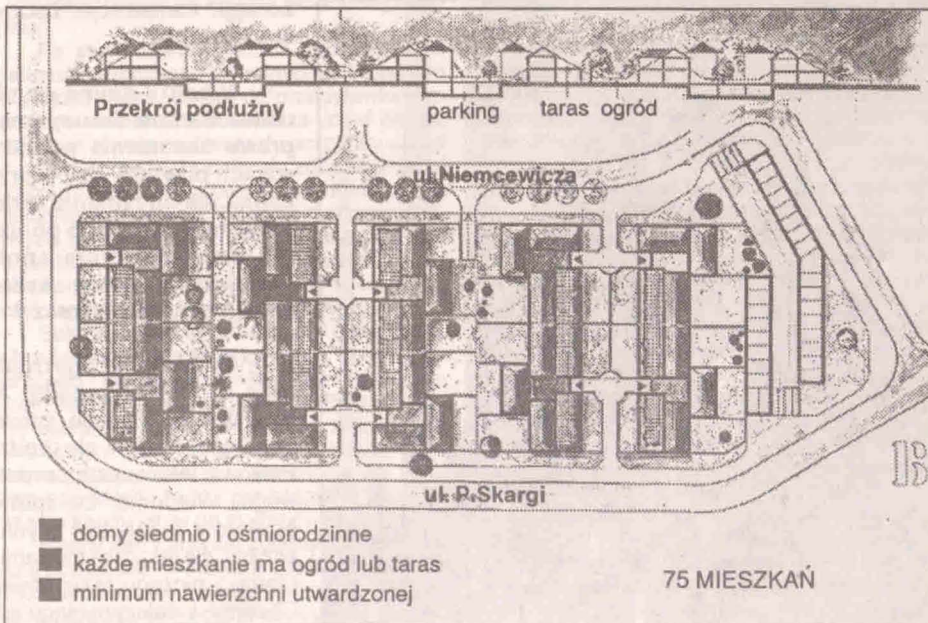 Przekrój podłużny
parking
taras ogród
ul.Niemcewicza
ul. P. Skargi
domy siedmio i ośmiorodzinne
każde mieszkanie ma ogród lub taras
minimum nawierzchni utwardzonej
75 MIESZKAŃ